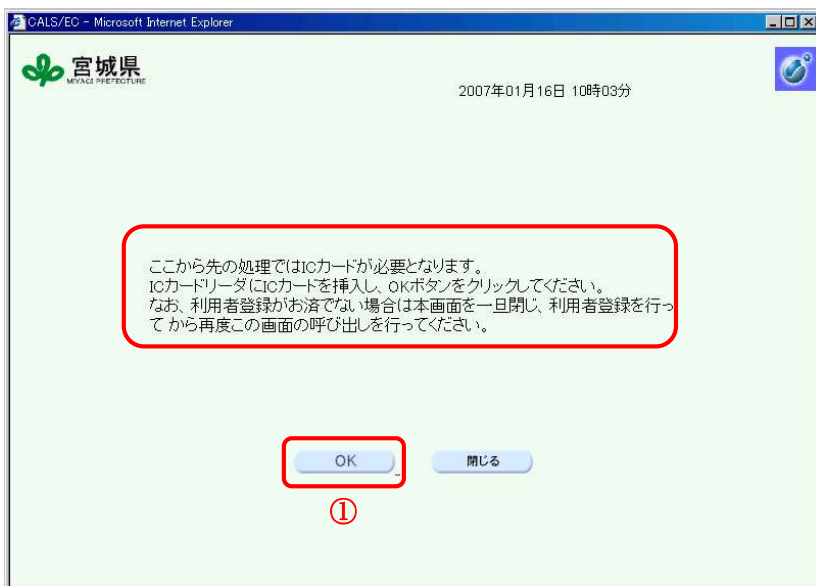 CALS/EC - Microsoft Internet Explorer
宮城県
MIYAGI PREFECTURE
2007年01月16日 10時03分
ここから先の処理ではICカードが必要となります。
ICカードリーダにICカードを挿入し、OKボタンをクリックしてください。
なお、利用者登録がお済でない場合は本画面を一旦閉じ、利用者登録を行っ
て から再度この画面の呼び出しを行ってください。
OK 閉じる
①